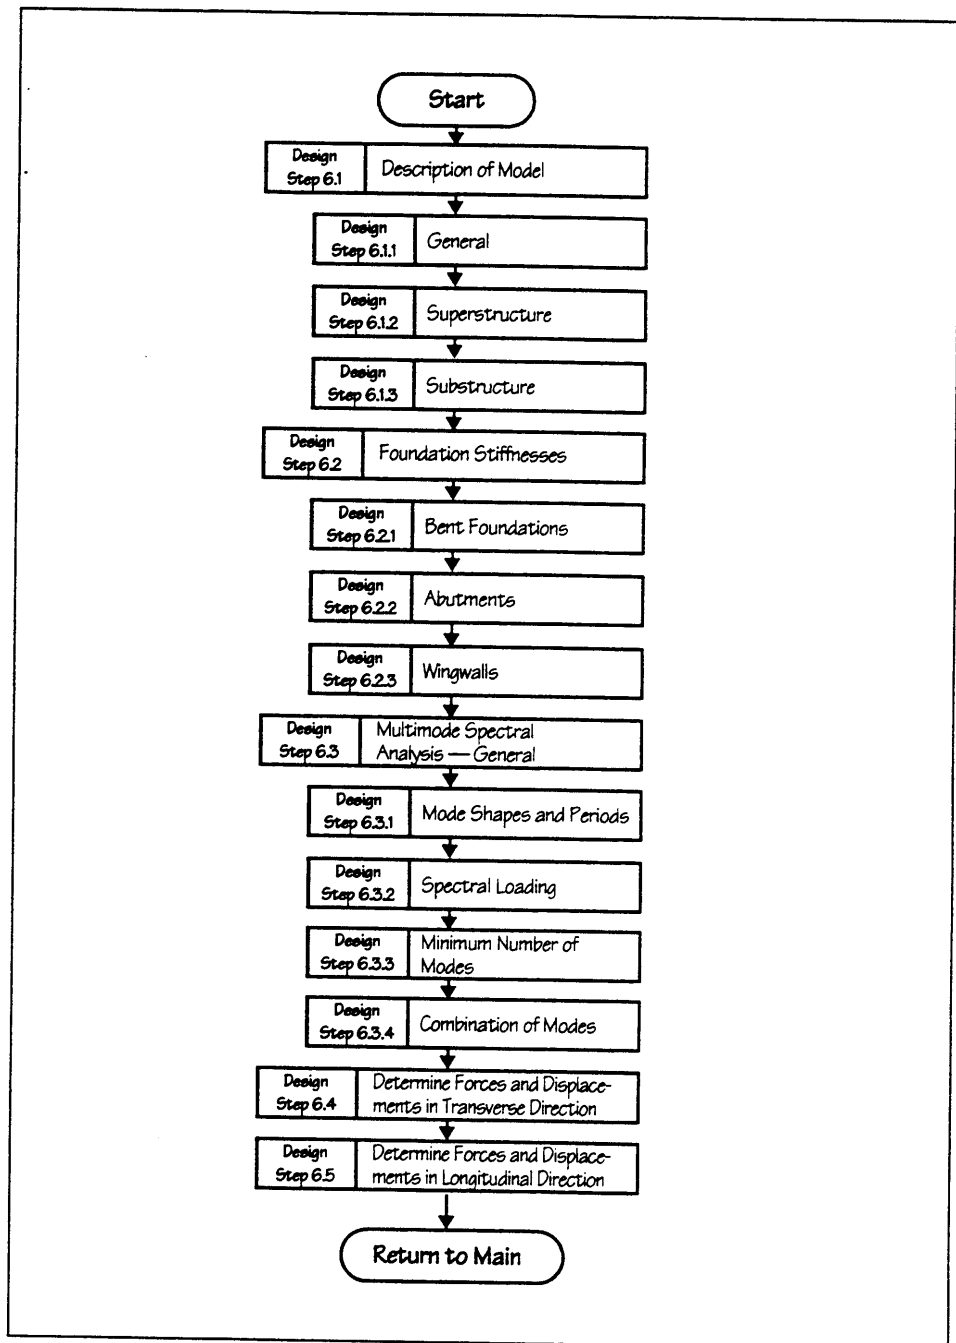 Start
Design
Step 6.1
Description of Model
Design
Step 6.1.1
General
Design
Step 6.1.2
Superstructure
Design
Step 6.1.3
Substructure
Design
Step 6.2
Foundation Stiffnesses
Design
Step 6.2.1
Bent Foundations
Design
Step 6.2.2
Abutments
Design
Step 6.2.3
Wingwalls
Design
Step 6.3
Multimode Spectral
Analysis — General
Design
Step 6.3.1
Mode Shapes and Periods
Design
Step 6.3.2
Spectral Loading
Design
Step 6.3.3
Minimum Number of
Modes
Design
Step 6.3.4
Combination of Modes
Design
Step 6.4
Determine Forces and Displace-
ments in Transverse Direction
Design
Step 6.5
Determine Forces and Displace-
ments in Longitudinal Direction
Return to Main